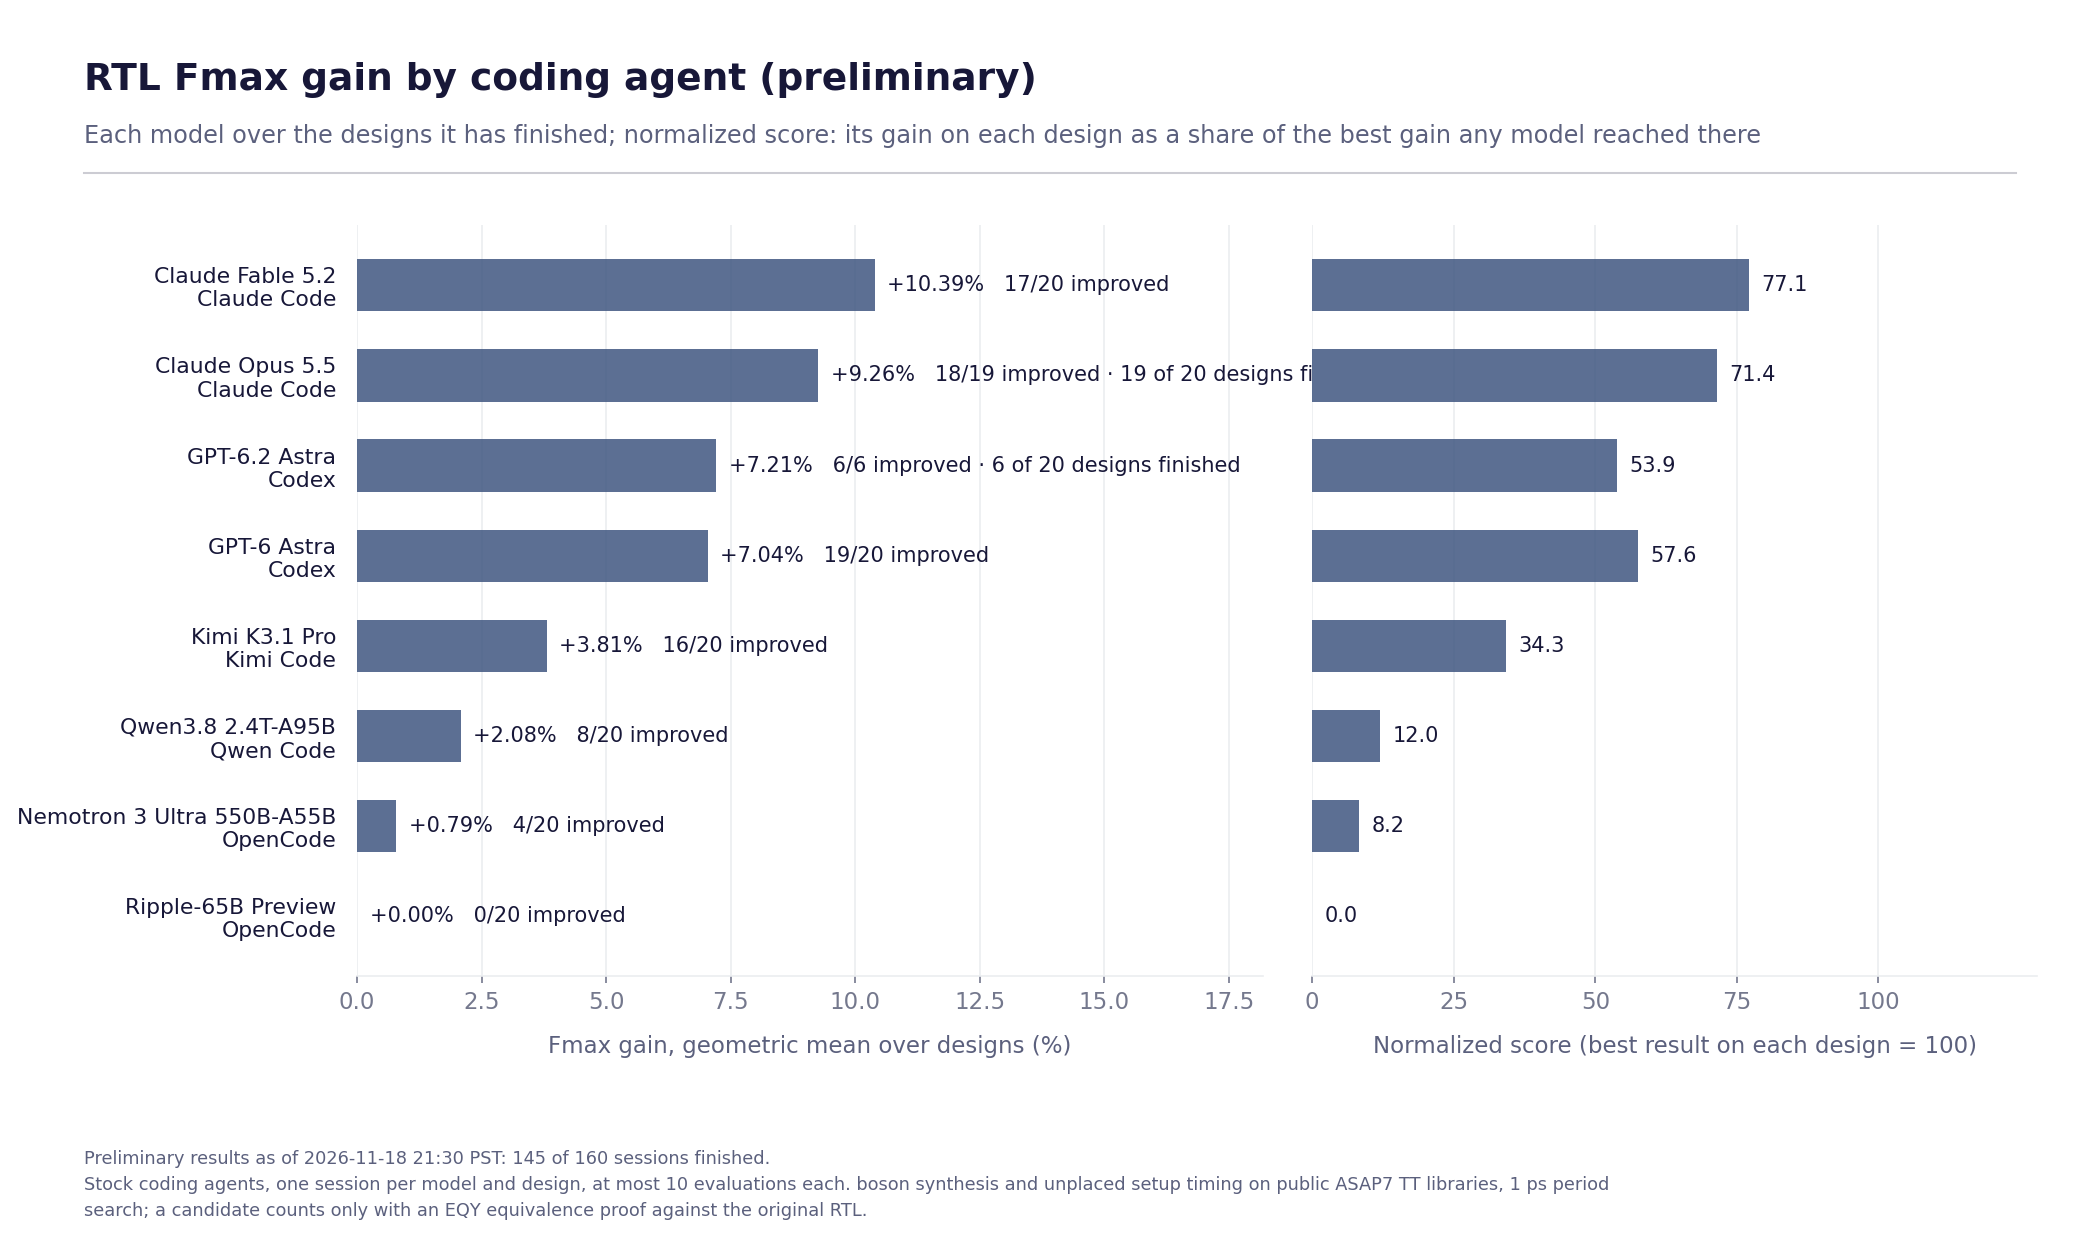 RTL Fmax gain by coding agent (preliminary)
Each model over the designs it has finished; normalized score: its gain on each design as a share of the best gain any model reached there
Claude Fable 5.2
Claude Code
+10.39% 17/20 improved
77.1
Claude Opus 5.5
Claude Code
+9.26% 18/19 improved · 19 of 20 designs fi
71.4
GPT-6.2 Astra
Codex
+7.21% 6/6 improved · 6 of 20 designs finished
53.9
GPT-6 Astra
Codex
+7.04% 19/20 improved
57.6
Kimi K3.1 Pro
Kimi Code
+3.81% 16/20 improved
34.3
Qwen3.8 2.4T-A95B
Qwen Code
+2.08% 8/20 improved
12.0
Nemotron 3 Ultra 550B-A55B
OpenCode
+0.79% 4/20 improved
8.2
Ripple-65B Preview
OpenCode
+0.00% 0/20 improved
0.0
0.0 2.5 5.0 7.5 10.0 12.5 15.0 17.5
0 25 50 75 100
Fmax gain, geometric mean over designs (%)
Normalized score (best result on each design = 100)
Preliminary results as of 2026-11-18 21:30 PST: 145 of 160 sessions finished.
Stock coding agents, one session per model and design, at most 10 evaluations each. boson synthesis and unplaced setup timing on public ASAP7 TT libraries, 1 ps period
search; a candidate counts only with an EQY equivalence proof against the original RTL.